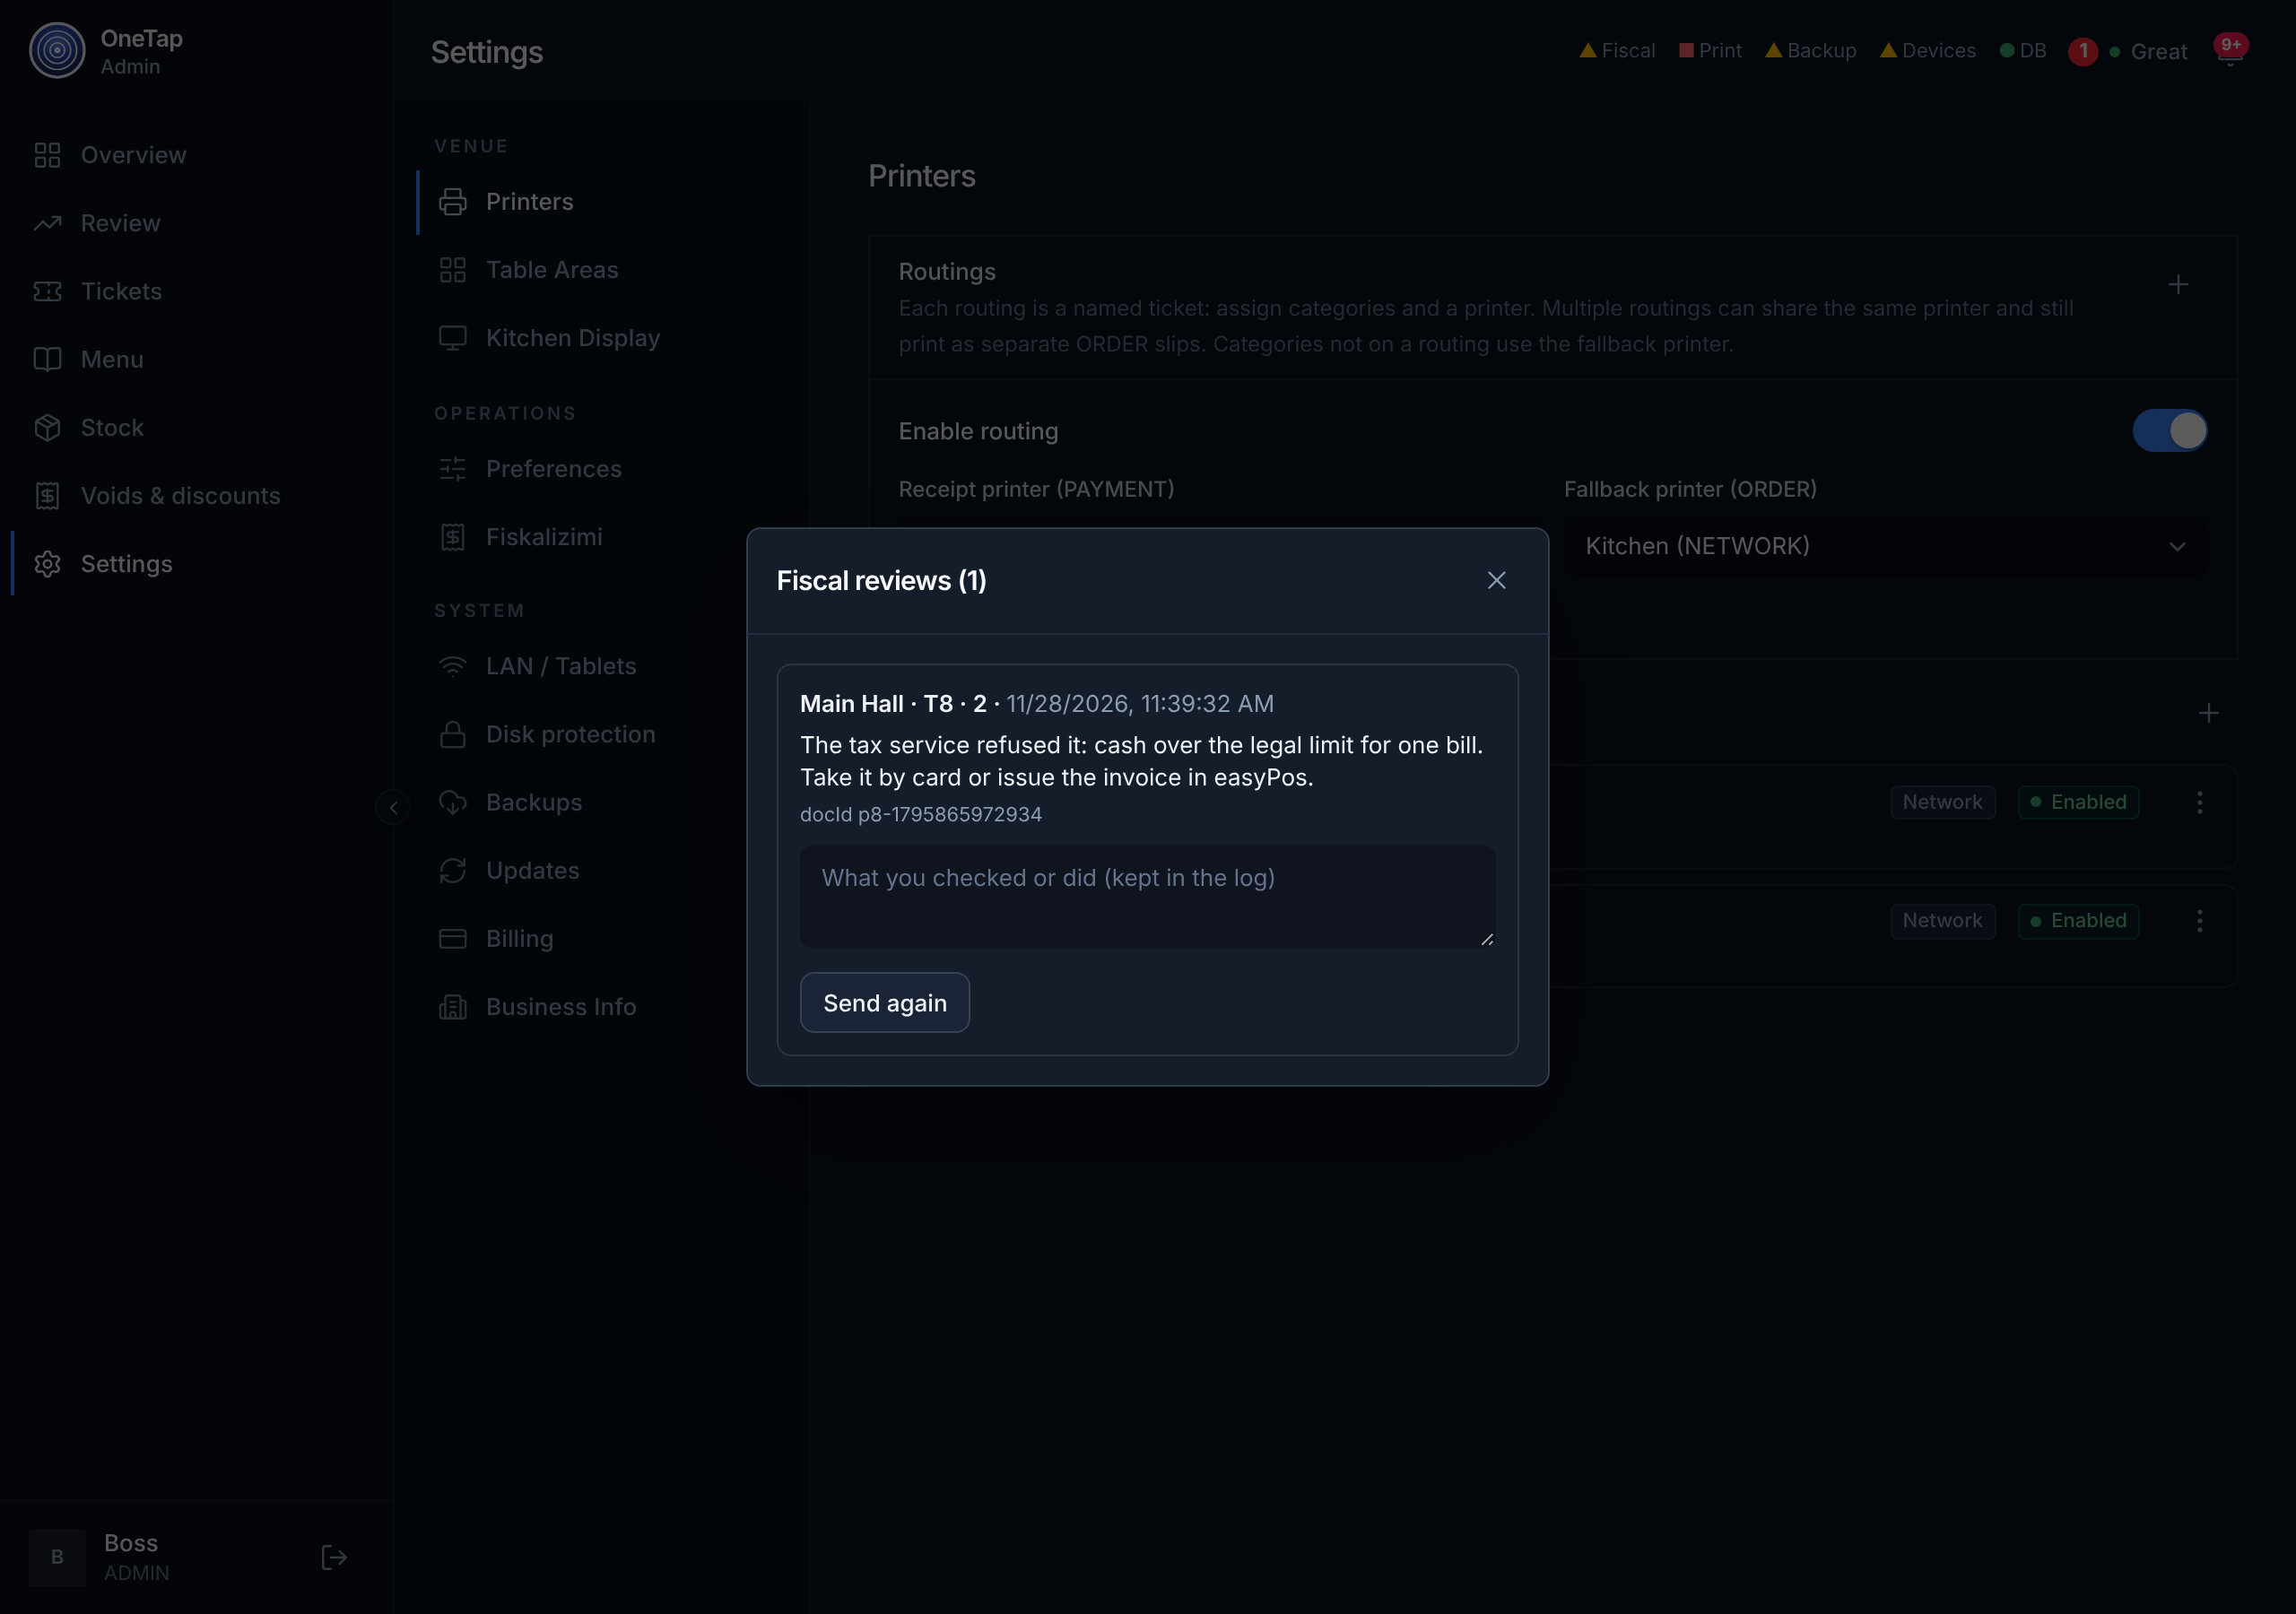 OneTap
Admin
Overview
Review
Tickets
Menu
Stock
Voids & discounts
Settings
B
Boss
ADMIN
Settings
Fiscal
Print
Backup
Devices
DB
1
Great
9+
VENUE
Printers
Table Areas
Kitchen Display
OPERATIONS
Preferences
Fiskalizimi
SYSTEM
LAN / Tablets
Disk protection
Backups
Updates
Billing
Business Info
Printers
Routings
Each routing is a named ticket: assign categories and a printer. Multiple routings can share the same printer and still
print as separate ORDER slips. Categories not on a routing use the fallback printer.
Enable routing
Receipt printer (PAYMENT)
Fallback printer (ORDER)
Kitchen (NETWORK)
Network
Enabled
Network
Enabled
Fiscal reviews (1)
Main Hall · T8 · 2 · 11/28/2026, 11:39:32 AM
The tax service refused it: cash over the legal limit for one bill.
Take it by card or issue the invoice in easyPos.
docId p8-1795865972934
What you checked or did (kept in the log)
Send again